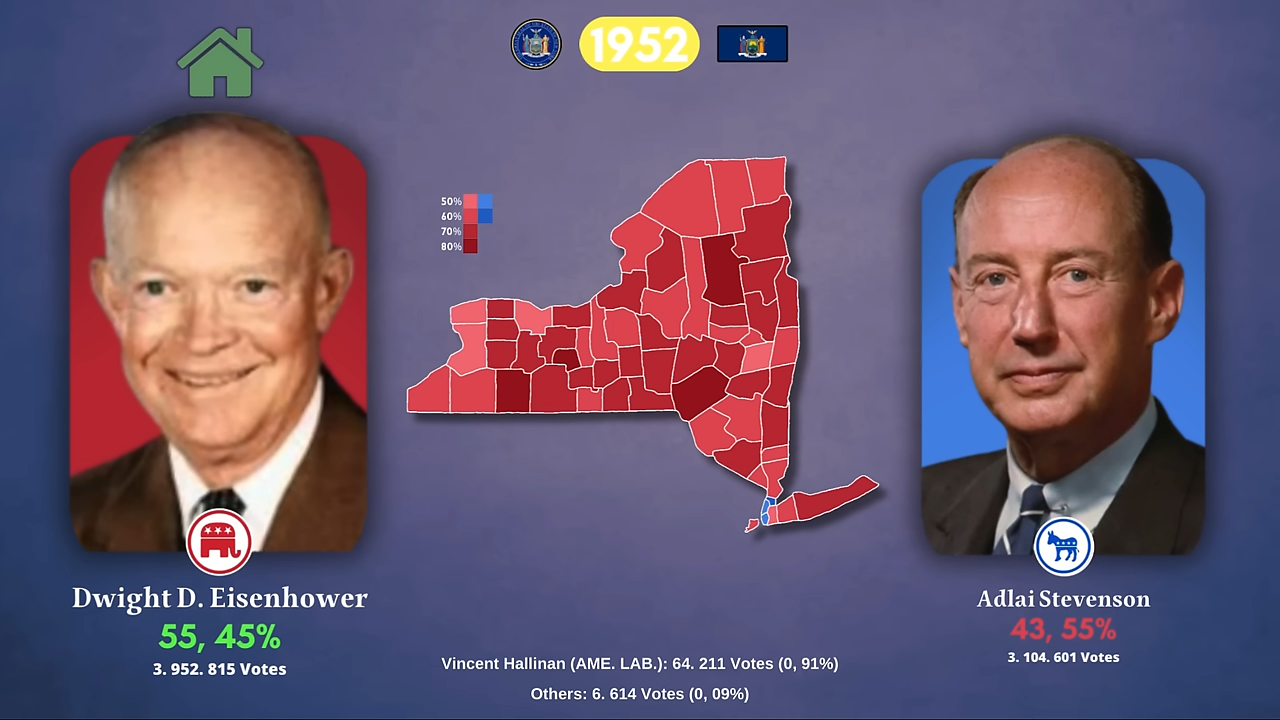 1952
50%
60%
70%
80%
Dwight D. Eisenhower
55, 45%
3. 952. 815 Votes
Adlai Stevenson
43, 55%
3. 104. 601 Votes
Vincent Hallinan (AME. LAB.): 64. 211 Votes (0, 91%)
Others: 6. 614 Votes (0, 09%)